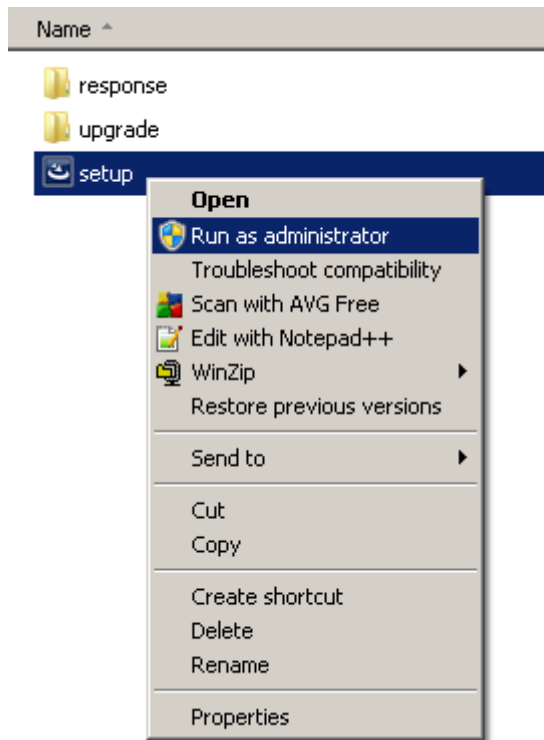 Name
response
upgrade
setup
Open
Run as administrator
Troubleshoot compatibility
Scan with AVG Free
Edit with Notepad++
WinZip
Restore previous versions
Send to
Cut
Copy
Create shortcut
Delete
Rename
Properties